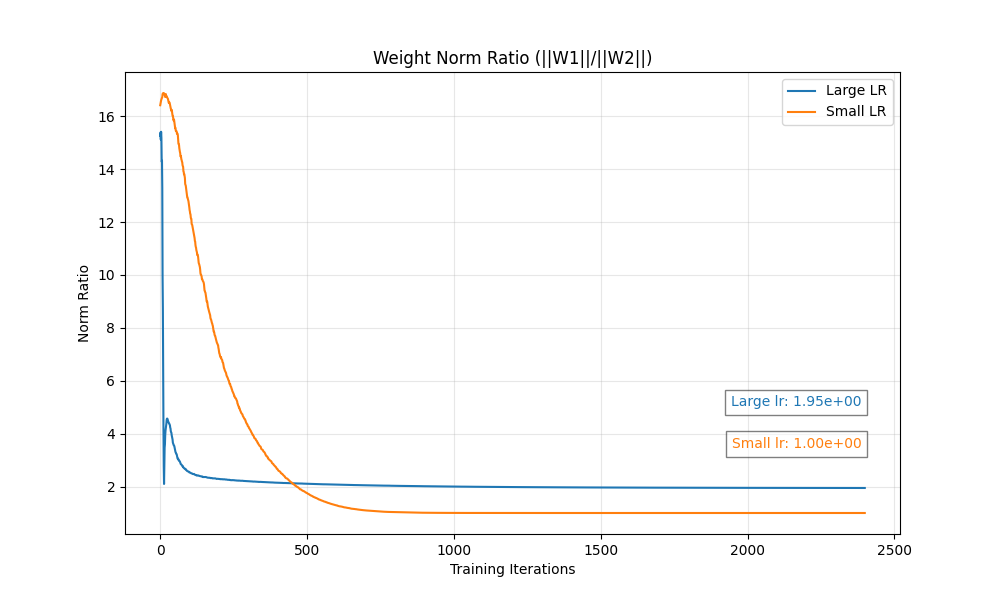 Weight Norm Ratio (||W1||/||W2||)
Large LR
Small LR
16
14
12
10
8
6
4
2
Norm Ratio
Large lr: 1.95e+00
Small lr: 1.00e+00
0
500
1000
1500
2000
2500
Training Iterations